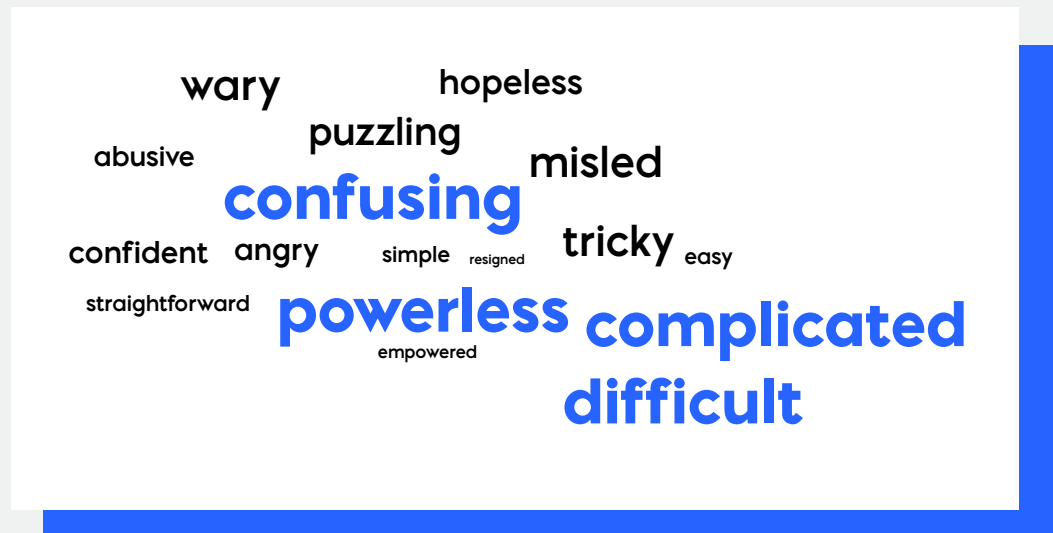 wary
hopeless
puzzling
abusive
misled
confusing
confident
angry
simple
resigned
tricky
easy
straightforward
powerless
complicated
empowered
difficult